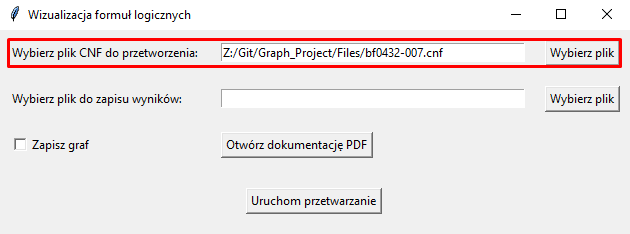 Wizualizacja formuł logicznych
Wybierz plik CNF do przetworzenia: Z:/Git/Graph_Project/Files/bf0432-007.cnf Wybierz plik
Wybierz plik do zapisu wyników: Wybierz plik
Zapisz graf Otwórz dokumentację PDF
Uruchom przetwarzanie